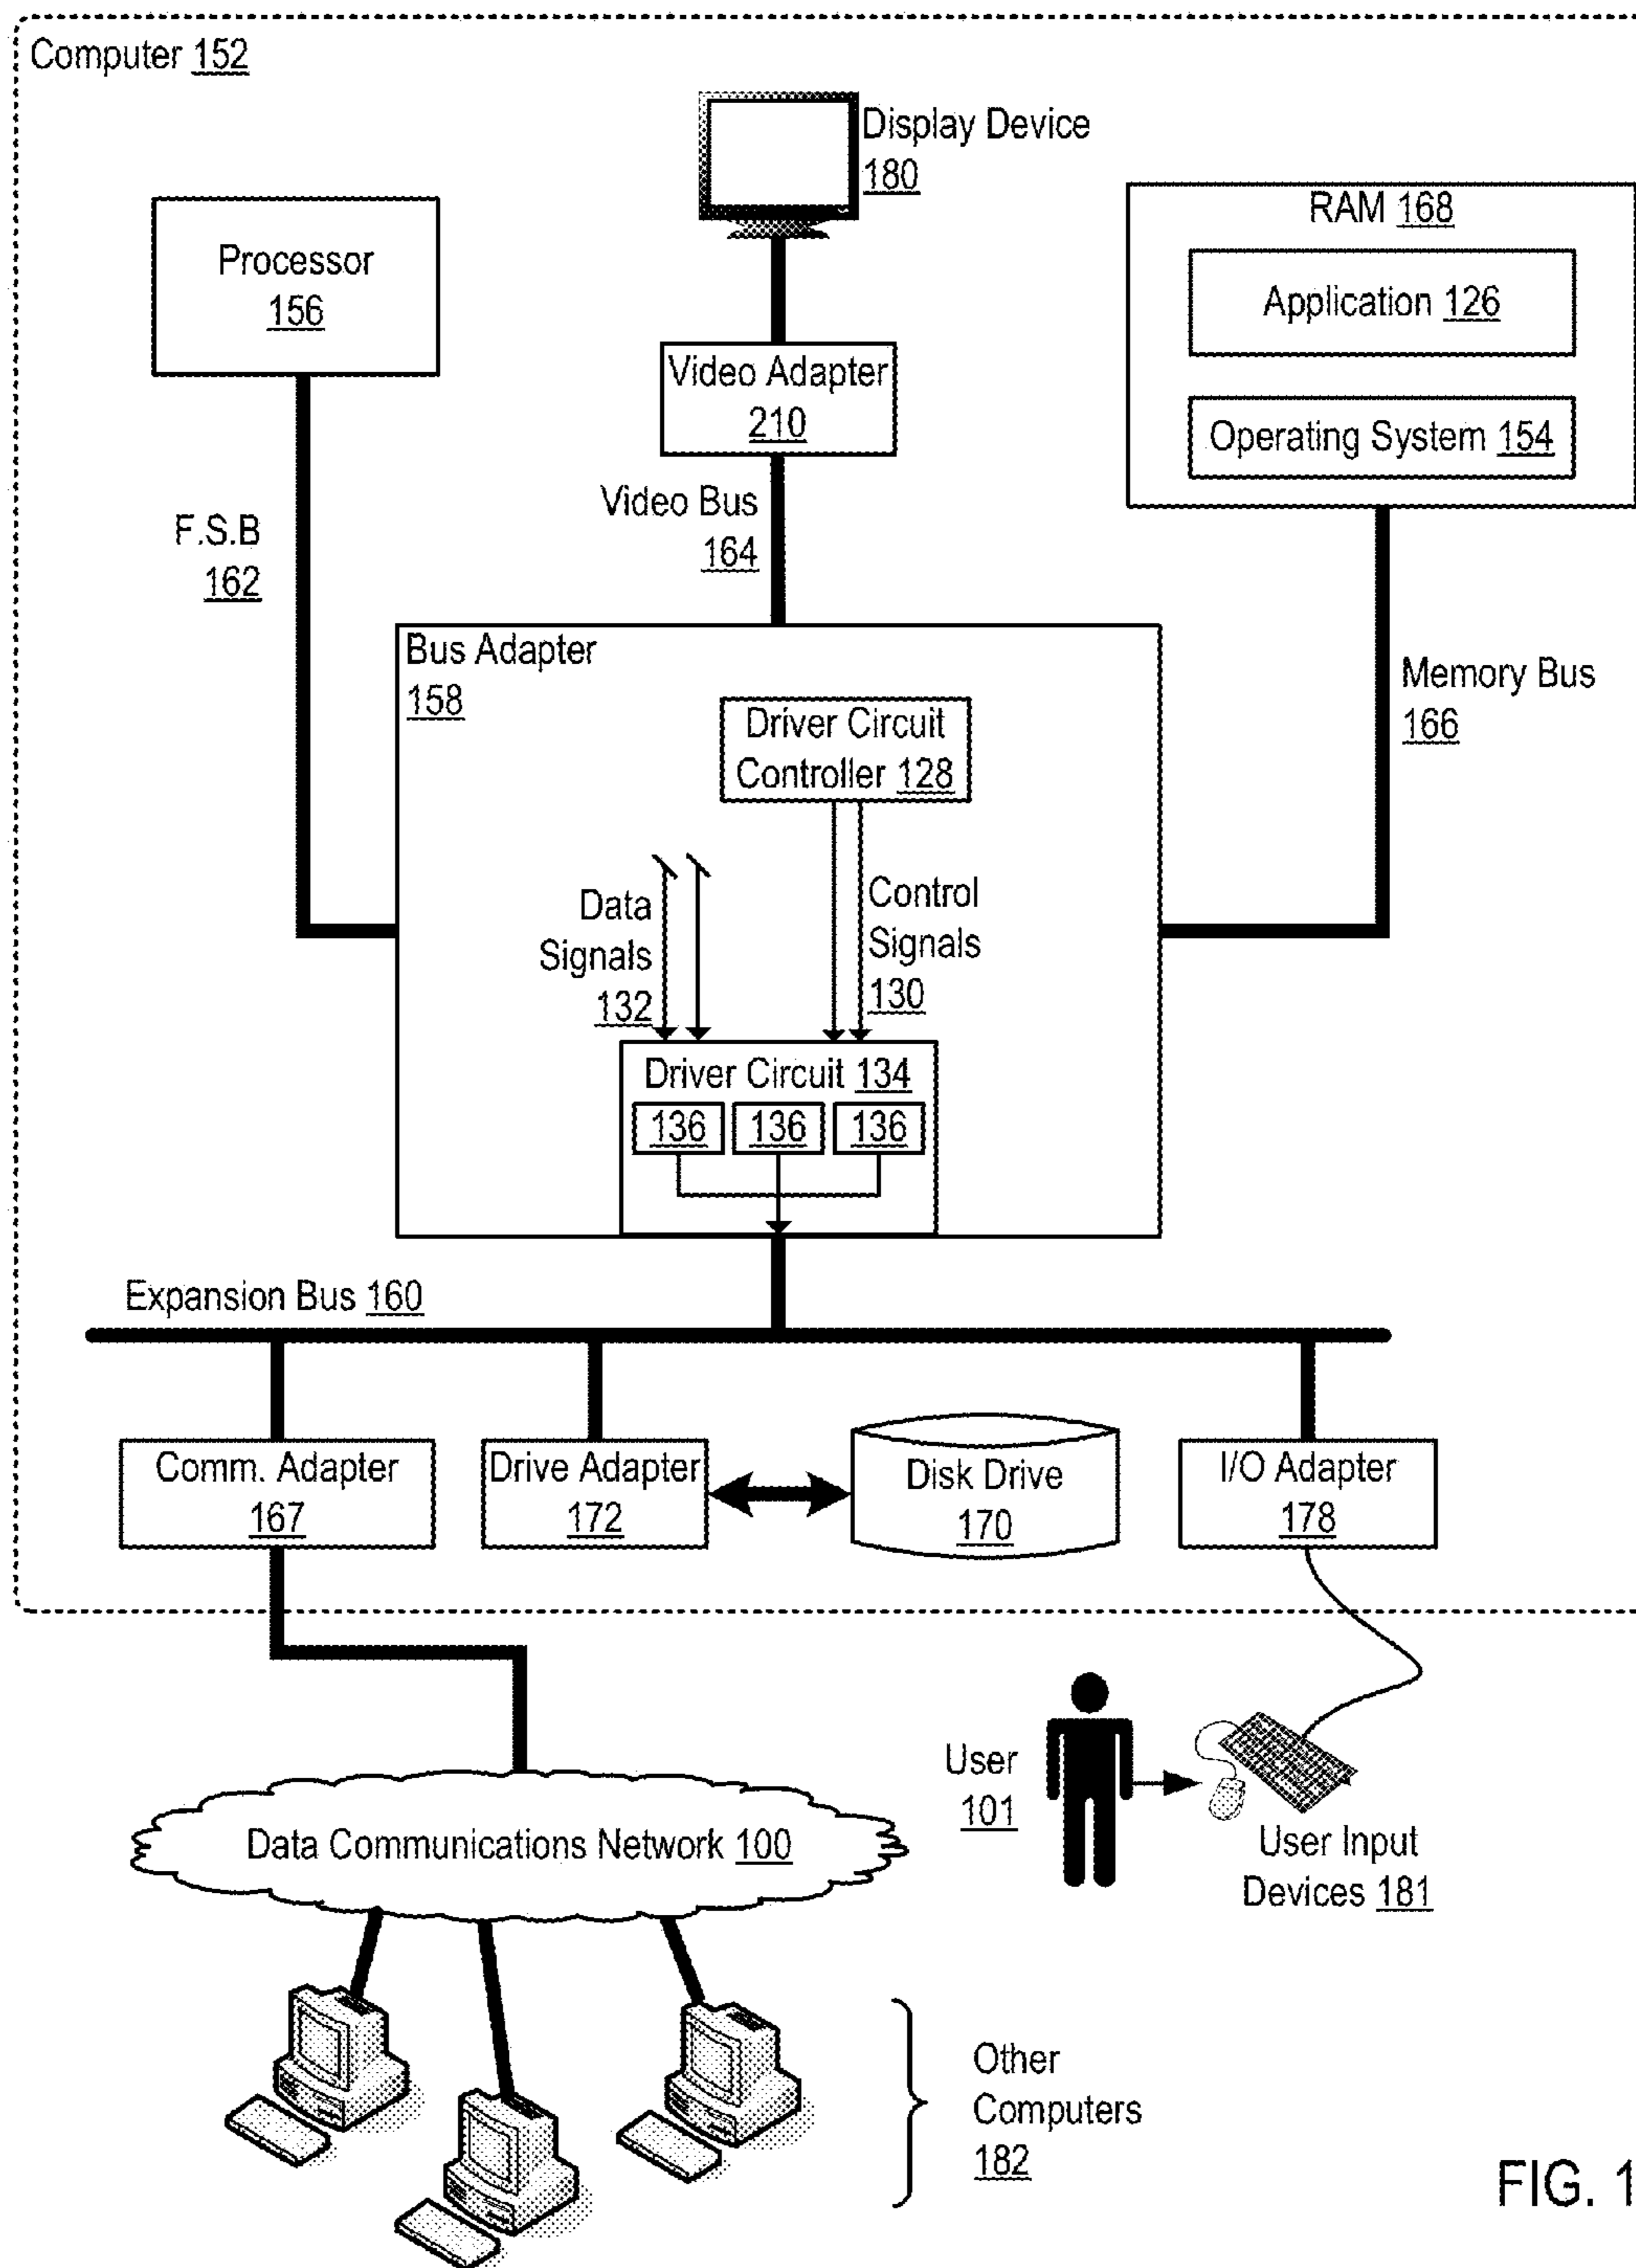 Computer 152
Display Device
180
Processor
156
RAM 168
Application 126
Operating System 154
Video Adapter
210
Video Bus
164
F.S.B
162
Bus Adapter
158
Memory Bus
166
Driver Circuit
Controller 128
Data
Signals
132
Control
Signals
130
Driver Circuit 134
136 136 136
Expansion Bus 160
Comm. Adapter
167
Drive Adapter
172
Disk Drive
170
I/O Adapter
178
User
101
User Input
Devices 181
Data Communications Network 100
Other
Computers
182
FIG. 1